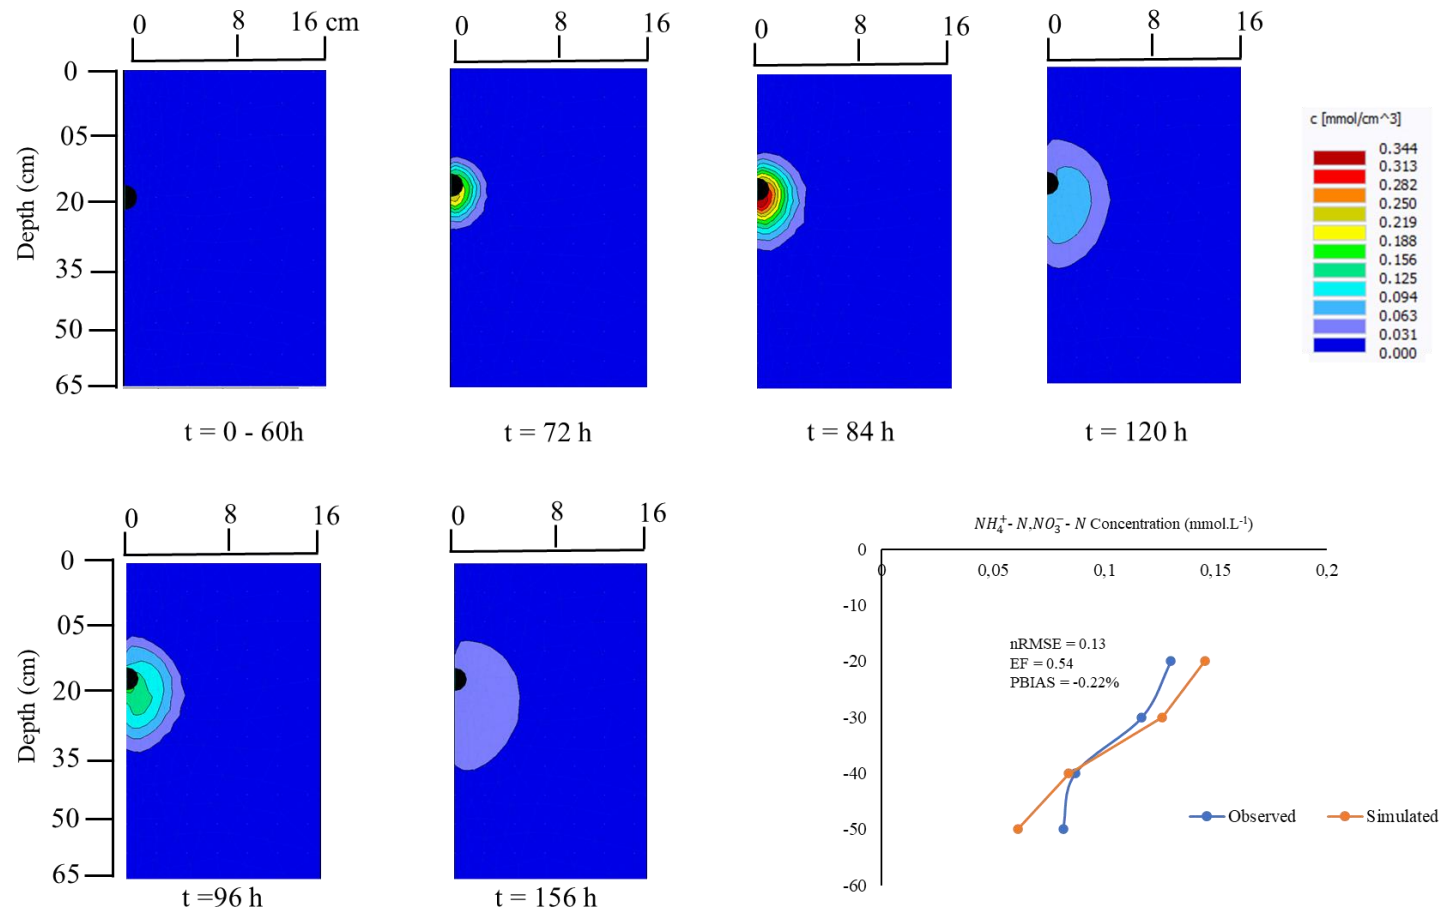 0 8 16 cm
0 8 16
0 8 16
0 8 16
Depth (cm)
0
05
20
35
50
65
c [mmol/cm^3]
0.344
0.313
0.282
0.250
0.219
0.188
0.156
0.125
0.094
0.063
0.031
0.000
t = 0 - 60h
t = 72 h
t = 84 h
t = 120 h
0 8 16
0 8 16
Depth (cm)
0
05
20
35
50
65
t =96 h
t = 156 h
NH₄⁺- N,NO₃⁻- N Concentration (mmol.L⁻¹)
0
0 0,05 0,1 0,15 0,2
-10
-20
-30
-40
-50
-60
nRMSE = 0.13
EF = 0.54
PBIAS = -0.22%
Observed
Simulated